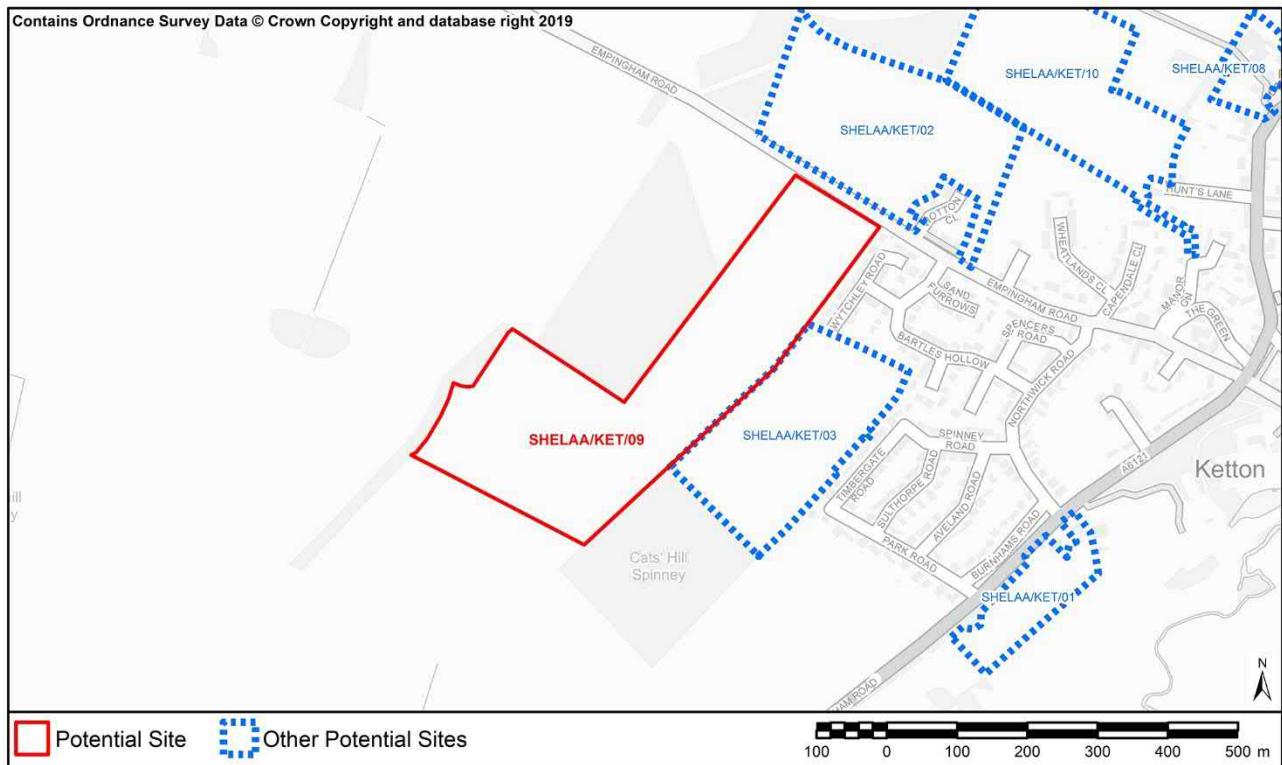 Contains Ordnance Survey Data © Crown Copyright and database right 2019
EMPINGHAM ROAD
SHELAA/KET/10
SHELAA/KET/08
SHELAA/KET/02
HUNT'S LANE
WHEATLANDS CL
CAPENDALE CL
MANOR
GN
THE GREEN
WYTCHLEY ROAD
SAND
FURROWS
EMPINGHAM ROAD
SPENCERS
ROAD
BARTLES HOLLOW
NORTHWICK ROAD
SHELAA/KET/09
SHELAA/KET/03
SPINNEY
ROAD
A6121
Ketton
TIMBERGATE
ROAD
SULTHORPE ROAD
AVELAND ROAD
PARK ROAD
BURNHAMS ROAD
Cats' Hill
Spinney
SHELAA/KET/01
HAM ROAD
N
Potential Site
Other Potential Sites
100 0 100 200 300 400 500 m